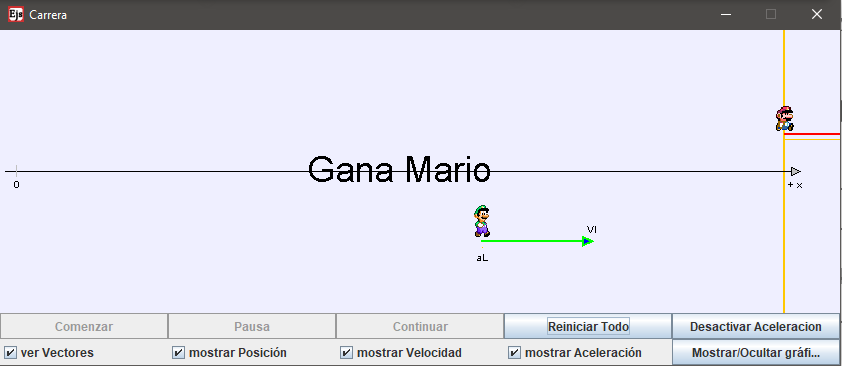 Ejs Carrera
Gana Mario
0
+ x
Vl
aL
Comenzar
Pausa
Continuar
Reiniciar Todo
Desactivar Aceleracion
ver Vectores
mostrar Posición
mostrar Velocidad
mostrar Aceleración
Mostrar/Ocultar gráfi...